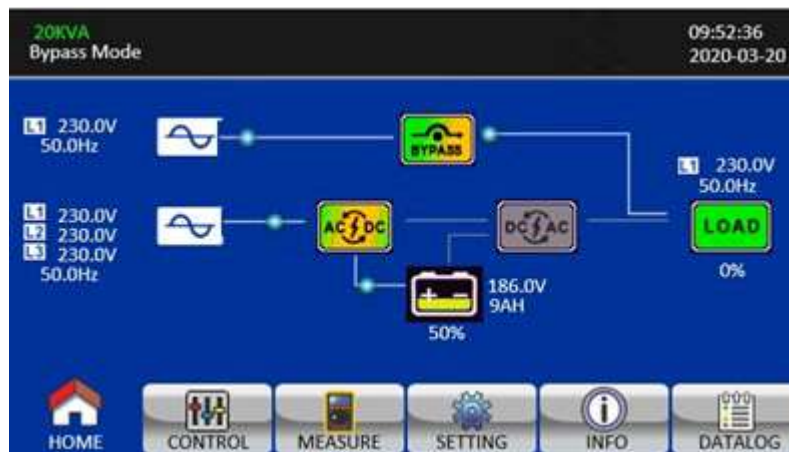 20KVA
Bypass Mode
09:52:36
2020-03-20
L1 230.0V
50.0Hz
BYPASS
L1 230.0V
50.0Hz
L1 230.0V
L2 230.0V
L3 230.0V
50.0Hz
AC DC
DC AC
LOAD
0%
186.0V
9AH
50%
HOME
CONTROL
MEASURE
SETTING
INFO
DATALOG